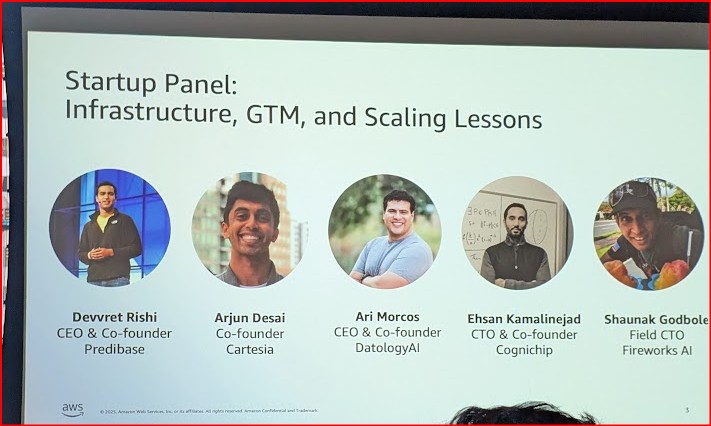 Startup Panel:
Infrastructure, GTM, and Scaling Lessons
Devvret Rishi
CEO & Co-founder
Predibase
Arjun Desai
Co-founder
Cartesia
Ari Morcos
CEO & Co-founder
DatologyAI
Ehsan Kamalinejad
CTO & Co-founder
Cognichip
Shaunak Godbole
Field CTO
Fireworks AI
aws
© 2025, Amazon Web Services, Inc. or its affiliates. All rights reserved. Amazon Confidential and Trademark.
3